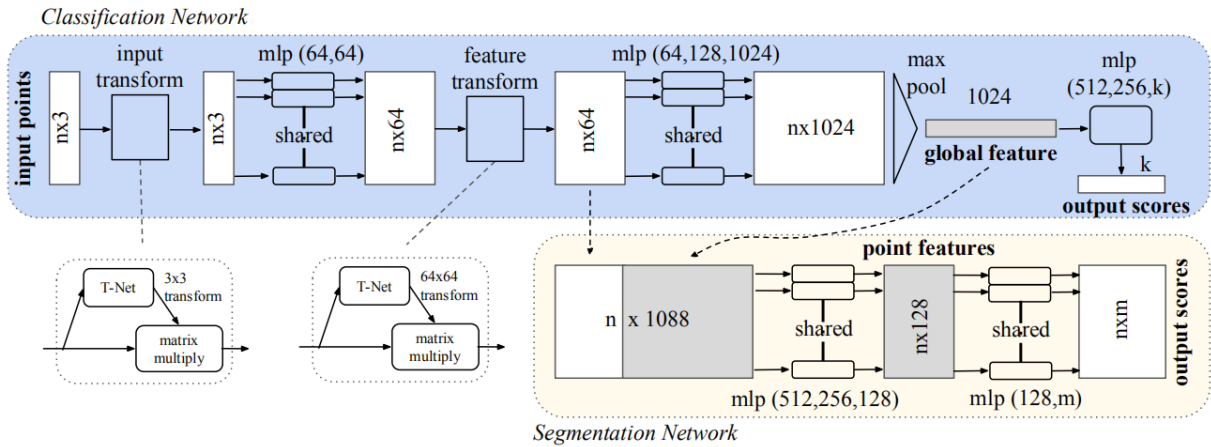 Classification Network
input points
nx3
input
transform
nx3
mlp (64,64)
shared
nx64
feature
transform
nx64
mlp (64,128,1024)
shared
nx1024
max
pool
1024
global feature
mlp
(512,256,k)
k
output scores
T-Net
3x3
transform
matrix
multiply
T-Net
64x64
transform
matrix
multiply
point features
n x 1088
shared
mlp (512,256,128)
nx128
shared
mlp (128,m)
nxm
output scores
Segmentation Network